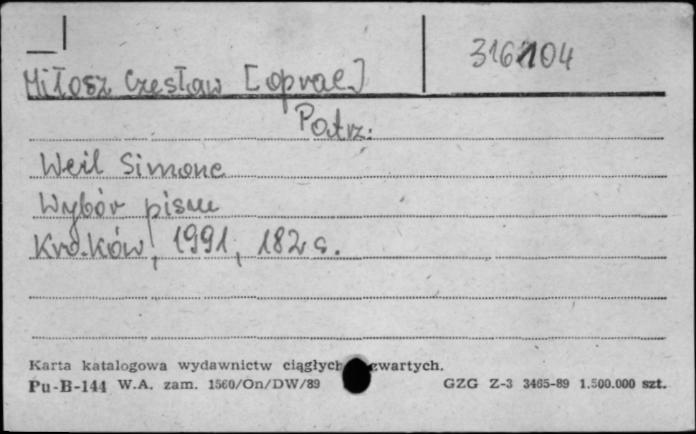 316104
Miłosz Czesław [oprac.]
Patrz:
Weil Simone
Wybór pism
Kraków, 1991, 182 s.
Karta katalogowa wydawnictw ciągłych
Pu-B-144 W.A. zam. 1560/On/DW/89 GZG Z-3 3465-89 1.500.000 szt.